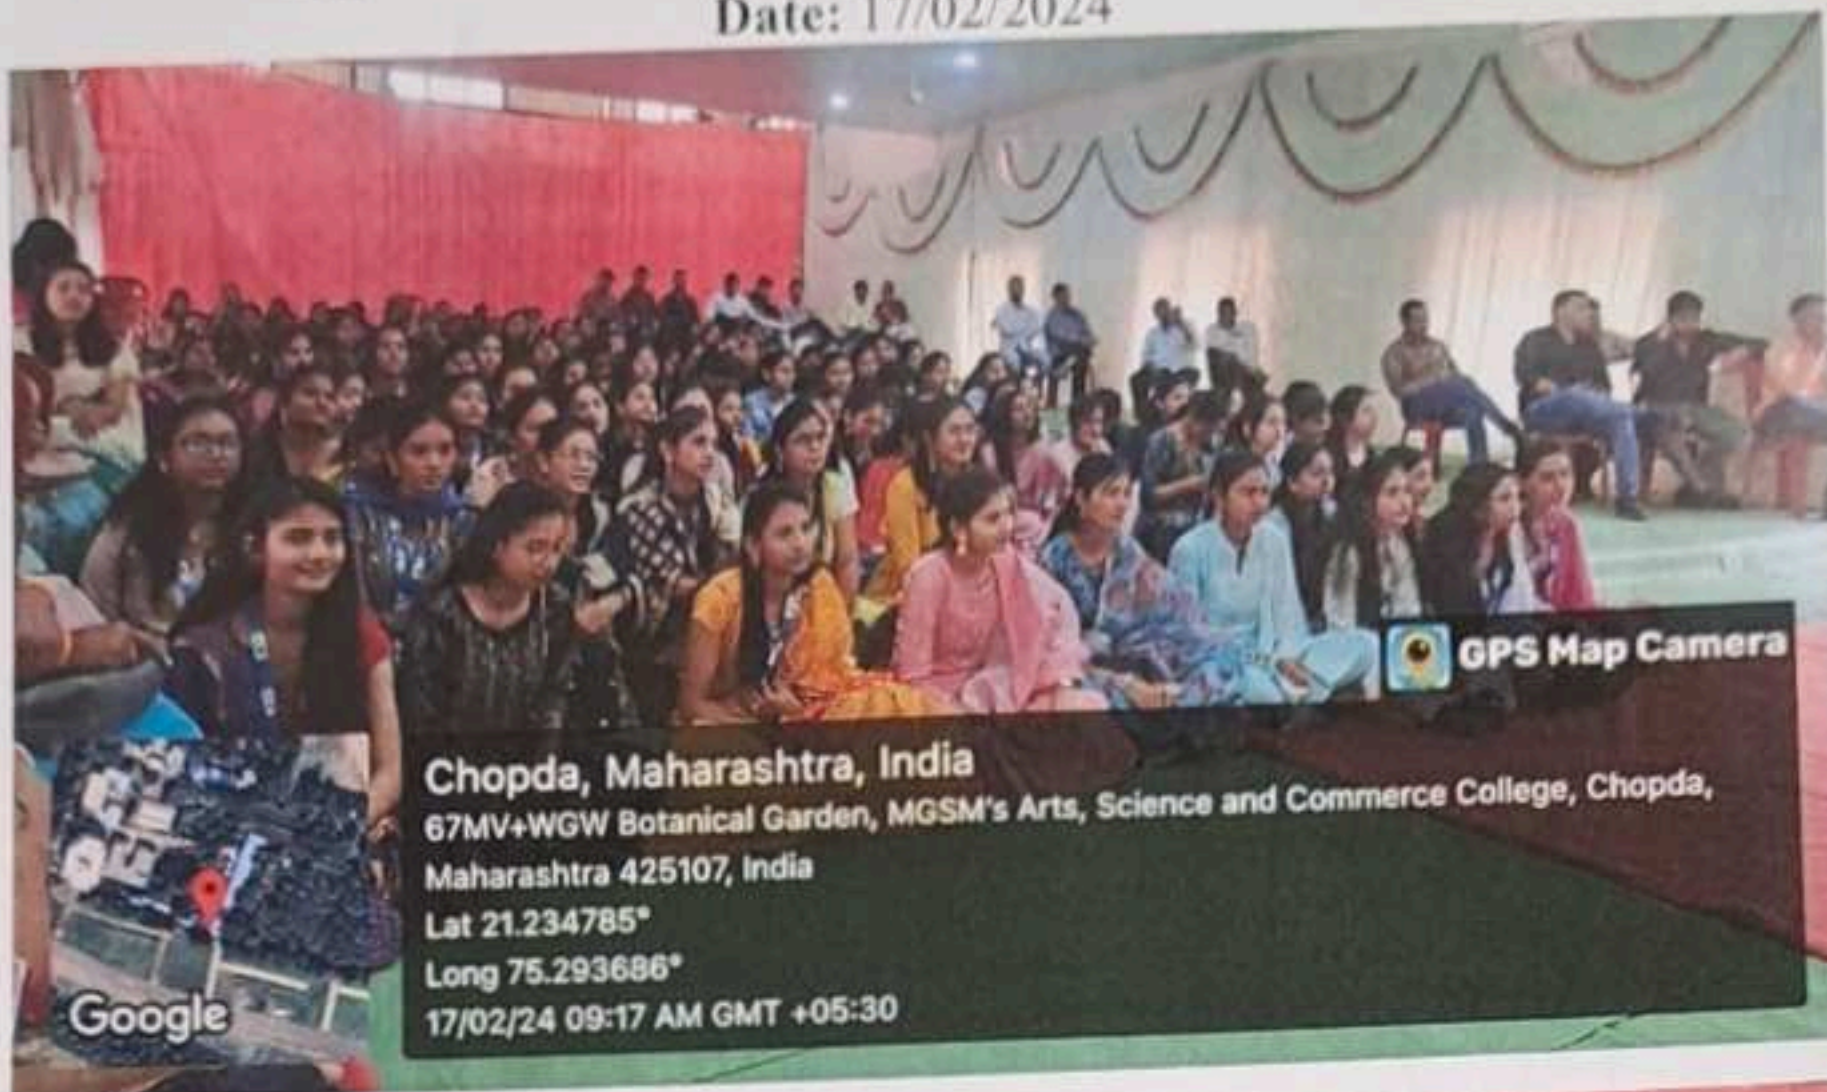 Date: 17/02/2024
GPS Map Camera
Chopda, Maharashtra, India
67MV+WGW Botanical Garden, MGSM's Arts, Science and Commerce College, Chopda,
Maharashtra 425107, India
Lat 21.234785°
Long 75.293686°
17/02/24 09:17 AM GMT +05:30
Google